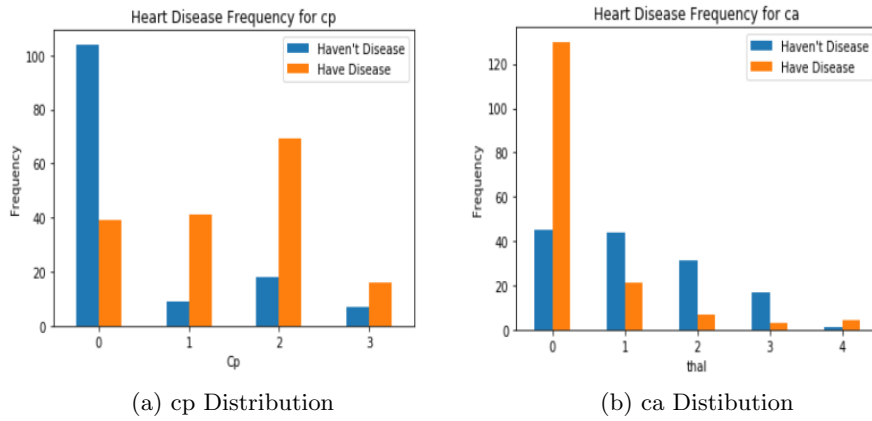 Heart Disease Frequency for cp
Haven't Disease
Have Disease
Frequency
100
80
60
40
20
0
0 1 2 3
Cp
(a) cp Distribution
Heart Disease Frequency for ca
Haven't Disease
Have Disease
Frequency
120
100
80
60
40
20
0
0 1 2 3 4
thal
(b) ca Distibution